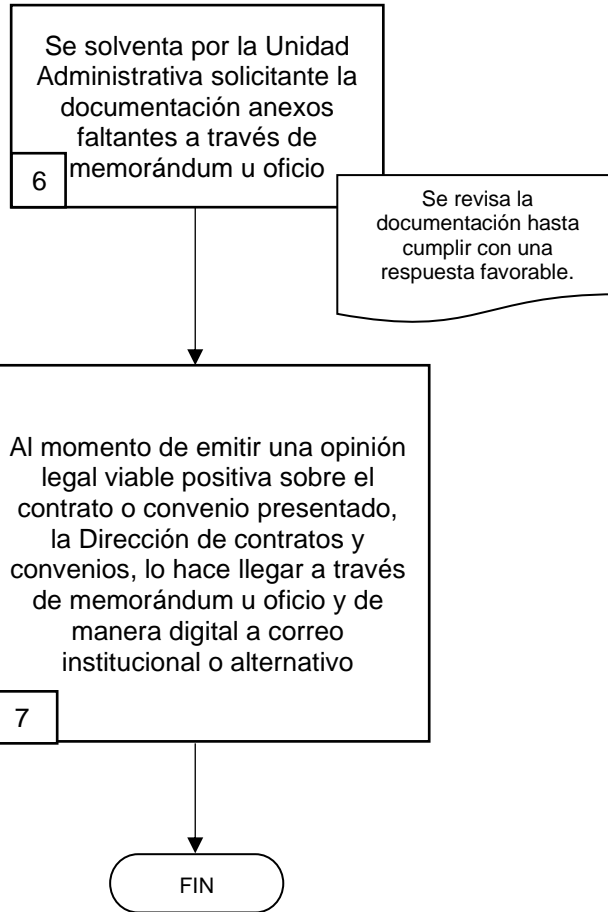 Se solventa por la Unidad
Administrativa solicitante la
documentación anexos
faltantes a través de
memorándum u oficio
6
Se revisa la
documentación hasta
cumplir con una
respuesta favorable.
Al momento de emitir una opinión
legal viable positiva sobre el
contrato o convenio presentado,
la Dirección de contratos y
convenios, lo hace llegar a través
de memorándum u oficio y de
manera digital a correo
institucional o alternativo
7
FIN